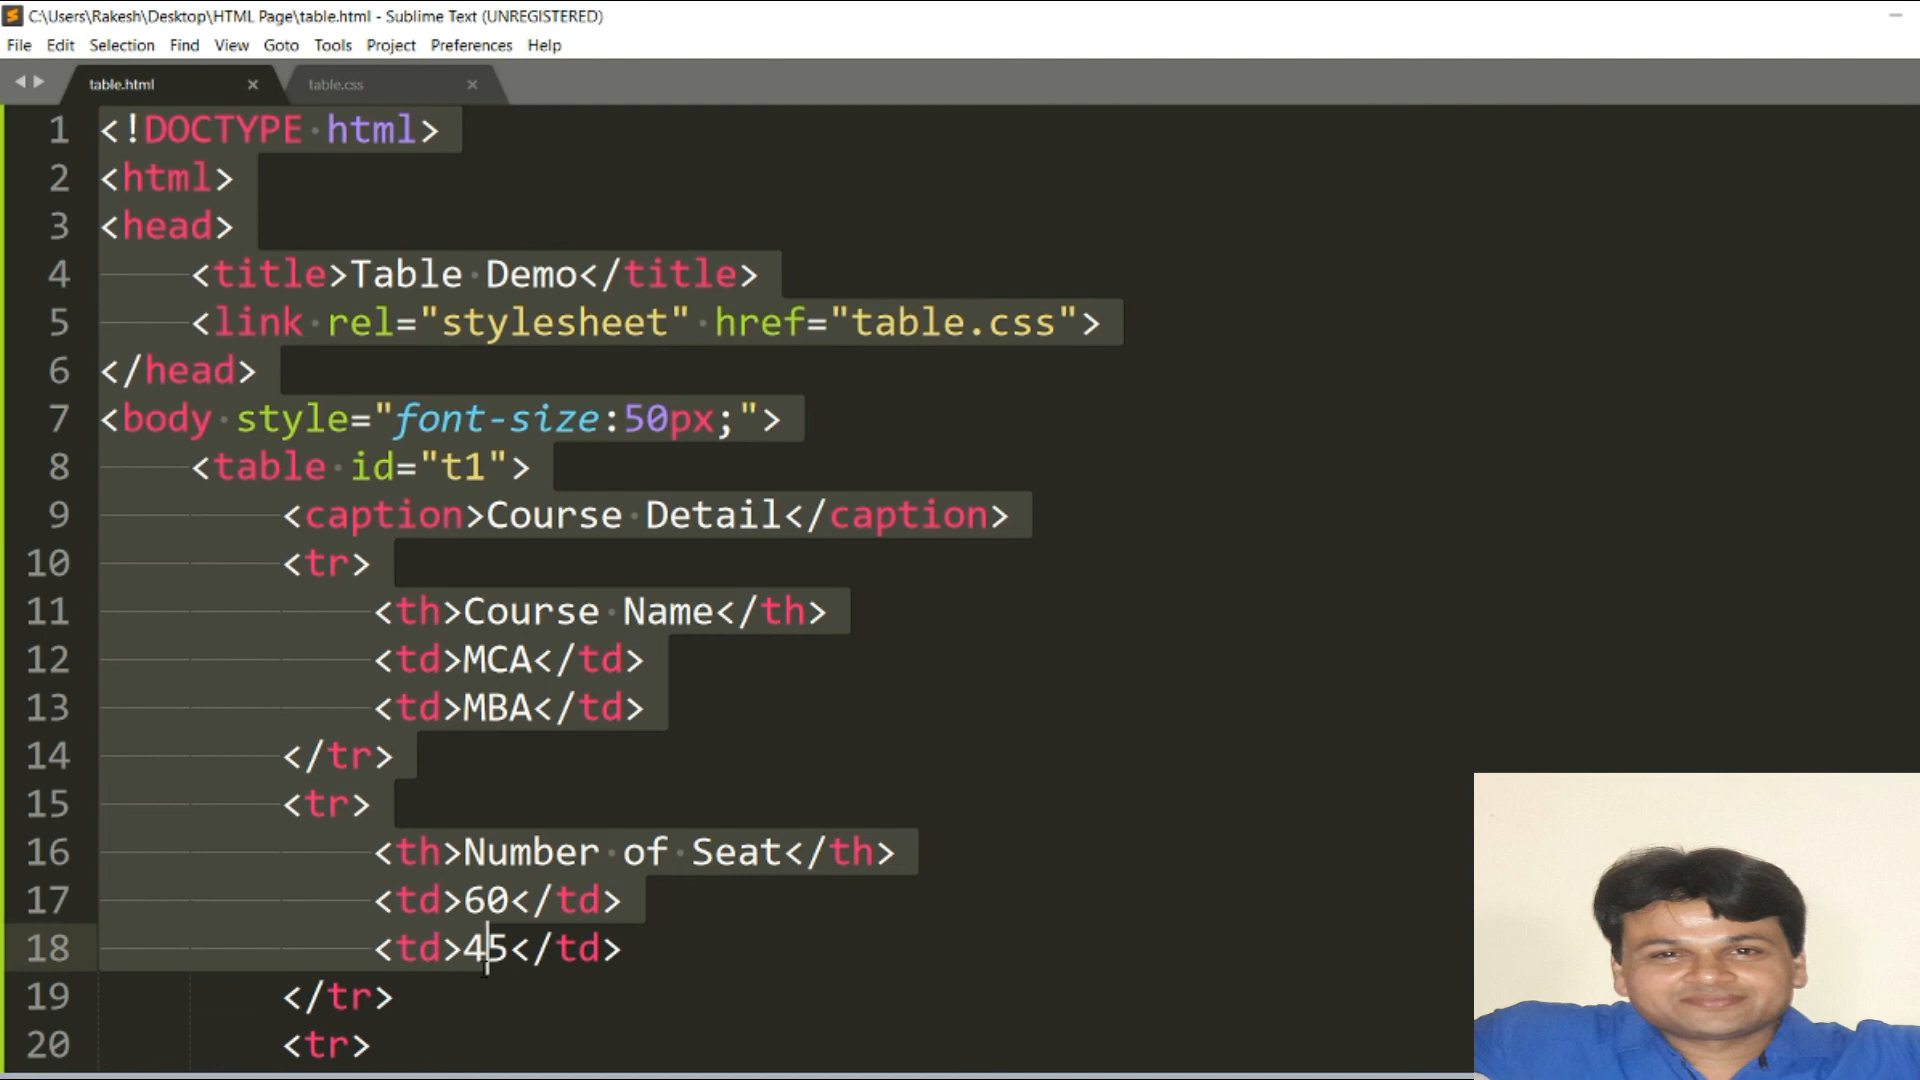 C:\Users\Rakesh\Desktop\HTML Page\table.html - Sublime Text (UNREGISTERED)
File Edit Selection Find View Goto Tools Project Preferences Help
table.html table.css
1 <!DOCTYPE html>
2 <html>
3 <head>
4 <title>Table Demo</title>
5 <link rel="stylesheet" href="table.css">
6 </head>
7 <body style="font-size:50px;">
8 <table id="t1">
9 <caption>Course Detail</caption>
10 <tr>
11 <th>Course Name</th>
12 <td>MCA</td>
13 <td>MBA</td>
14 </tr>
15 <tr>
16 <th>Number of Seat</th>
17 <td>60</td>
18 <td>45</td>
19 </tr>
20 <tr>